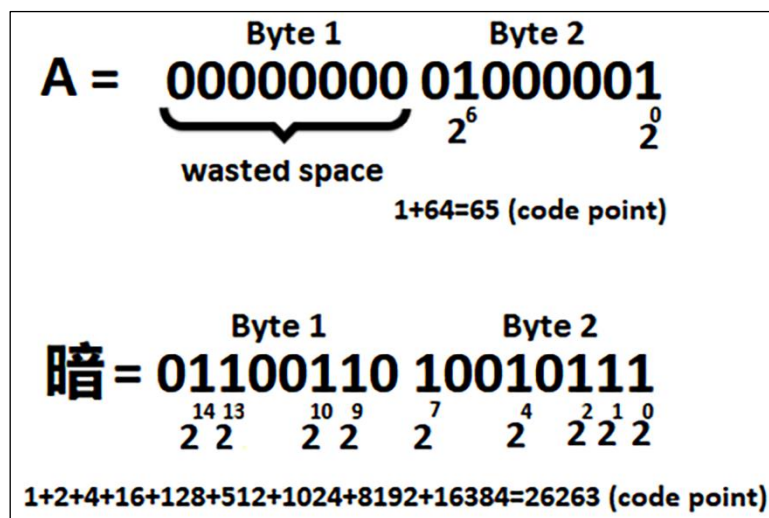 Byte 1 Byte 2
A = 00000000 01000001
2^6 2^0
wasted space
1+64=65 (code point)
Byte 1 Byte 2
暗 = 01100110 10010111
2^14 2^13 2^10 2^9 2^7 2^4 2^2 2^1 2^0
1+2+4+16+128+512+1024+8192+16384=26263 (code point)